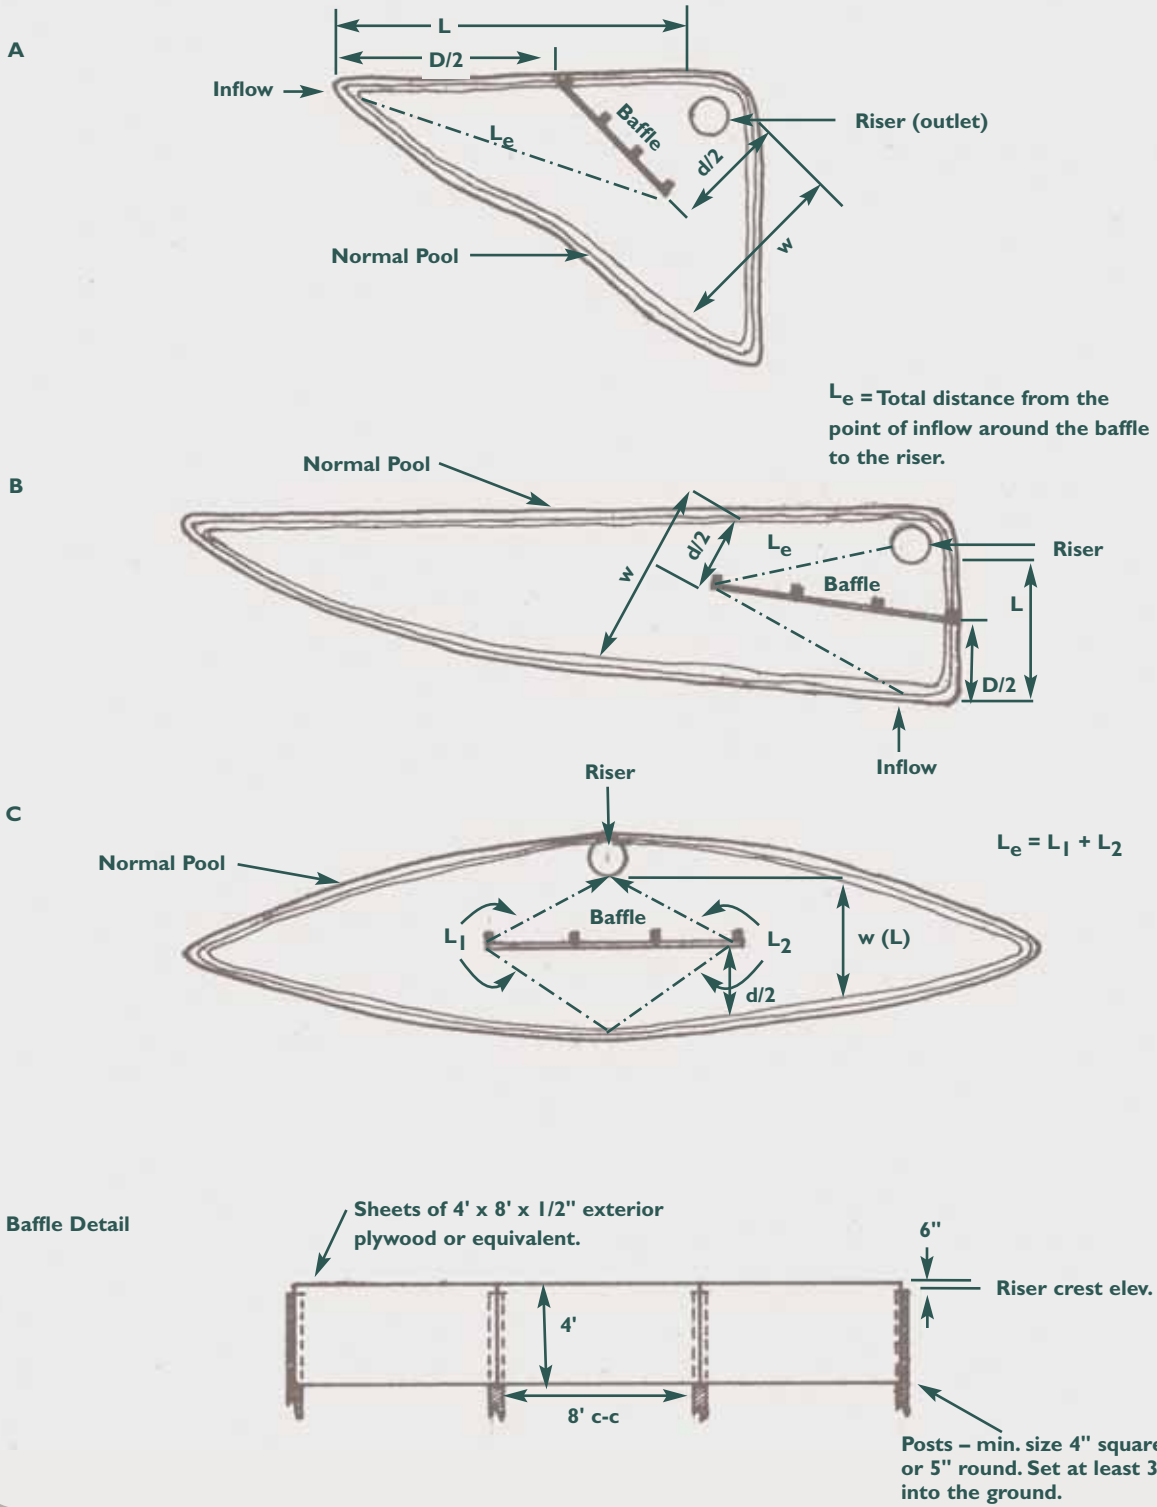 A
L
D/2
Inflow
Le
Baffle
Riser (outlet)
d/2
w
Normal Pool
Le = Total distance from the
point of inflow around the baffle
to the riser.
B
Normal Pool
w
d/2
Le
Riser
Baffle
L
D/2
Inflow
Riser
C
Normal Pool
Le = L1 + L2
Baffle
L1
L2
w (L)
d/2
Baffle Detail
Sheets of 4' x 8' x 1/2" exterior
plywood or equivalent.
6"
Riser crest elev.
4'
8' c-c
Posts – min. size 4" square
or 5" round. Set at least 3
into the ground.